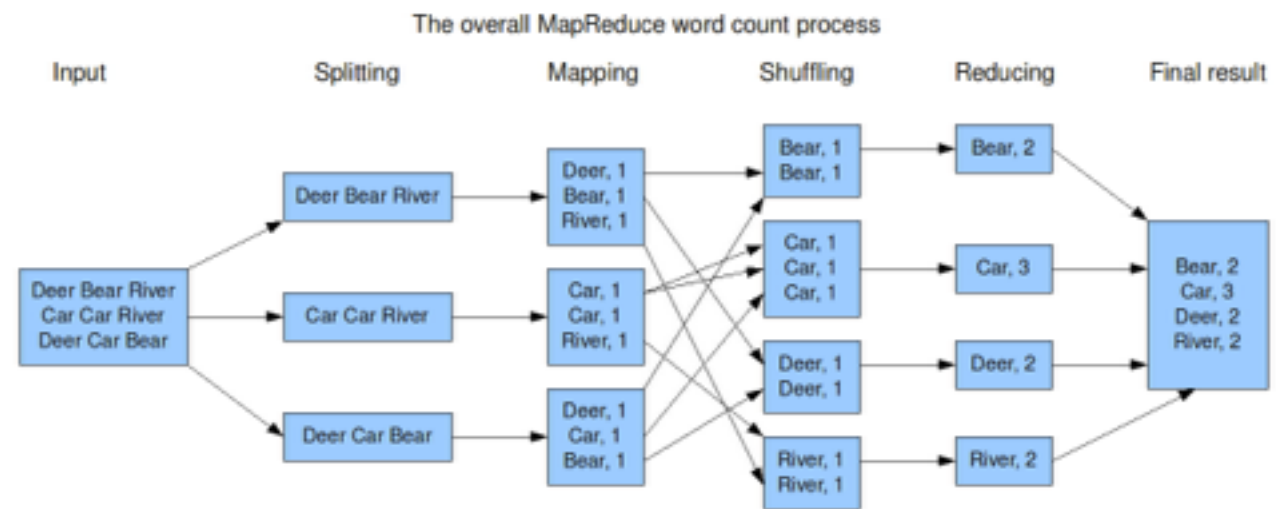 The overall MapReduce word count process
Input
Splitting
Mapping
Shuffling
Reducing
Final result
Deer Bear River
Car Car River
Deer Car Bear
Deer Bear River
Car Car River
Deer Car Bear
Deer, 1
Bear, 1
River, 1
Car, 1
Car, 1
River, 1
Deer, 1
Car, 1
Bear, 1
Bear, 1
Bear, 1
Car, 1
Car, 1
Car, 1
Deer, 1
Deer, 1
River, 1
River, 1
Bear, 2
Car, 3
Deer, 2
River, 2
Bear, 2
Car, 3
Deer, 2
River, 2